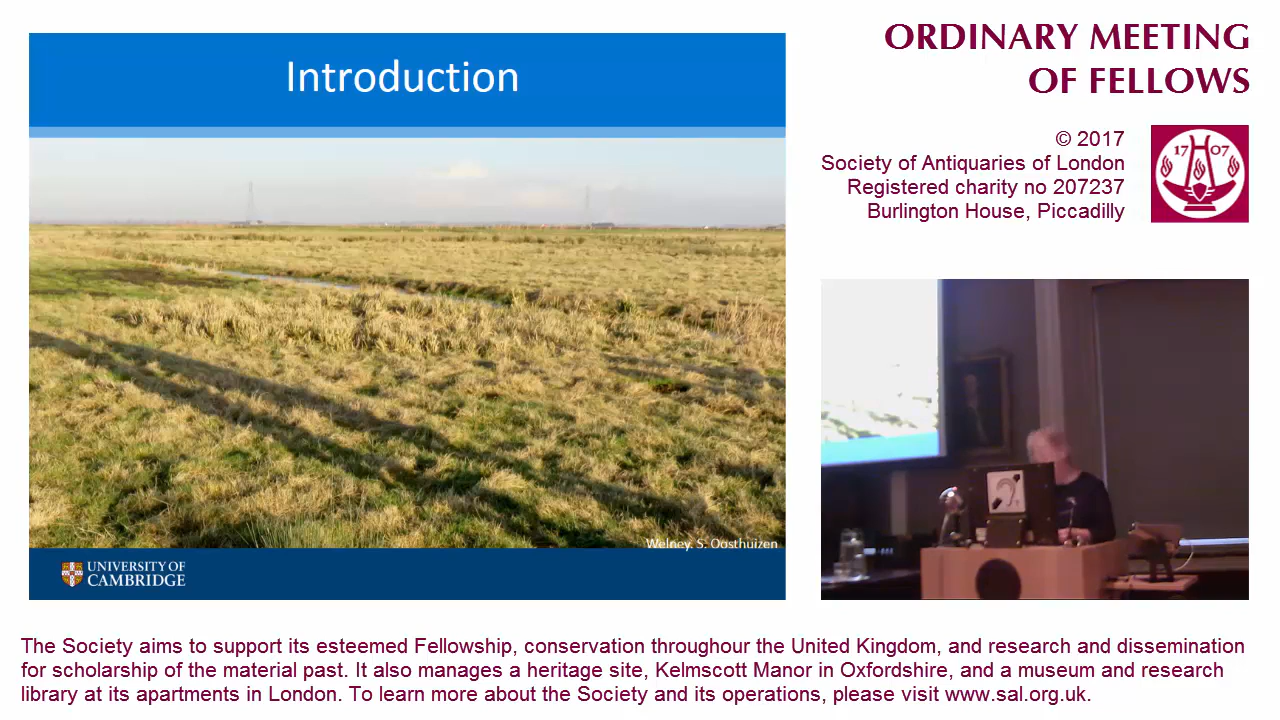 Introduction
Welney. S. Oosthuizen
UNIVERSITY OF
CAMBRIDGE
ORDINARY MEETING
OF FELLOWS
© 2017
Society of Antiquaries of London
Registered charity no 207237
Burlington House, Piccadilly
17 07
The Society aims to support its esteemed Fellowship, conservation throughour the United Kingdom, and research and dissemination
for scholarship of the material past. It also manages a heritage site, Kelmscott Manor in Oxfordshire, and a museum and research
library at its apartments in London. To learn more about the Society and its operations, please visit www.sal.org.uk.